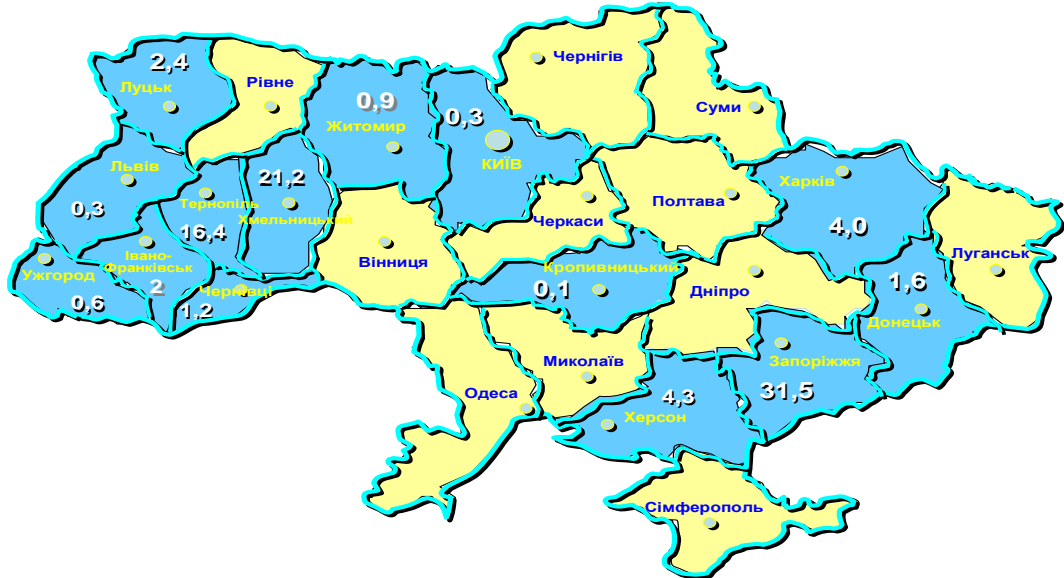 Чернігів
2,4
Луцьк
Рівне
0,9
Житомир
0,3
КИЇВ
Суми
Львів
0,3
Тернопіль
16,4
21,2
Хмельницький
Черкаси
Полтава
Харків
4,0
Луганськ
Ужгород
0,6
Івано-
Франківськ
2
Чернівці
1,2
Вінниця
Кропивницький
0,1
Дніпро
1,6
Донецьк
Одеса
Миколаїв
Запоріжжя
31,5
4,3
Херсон
Сімферополь